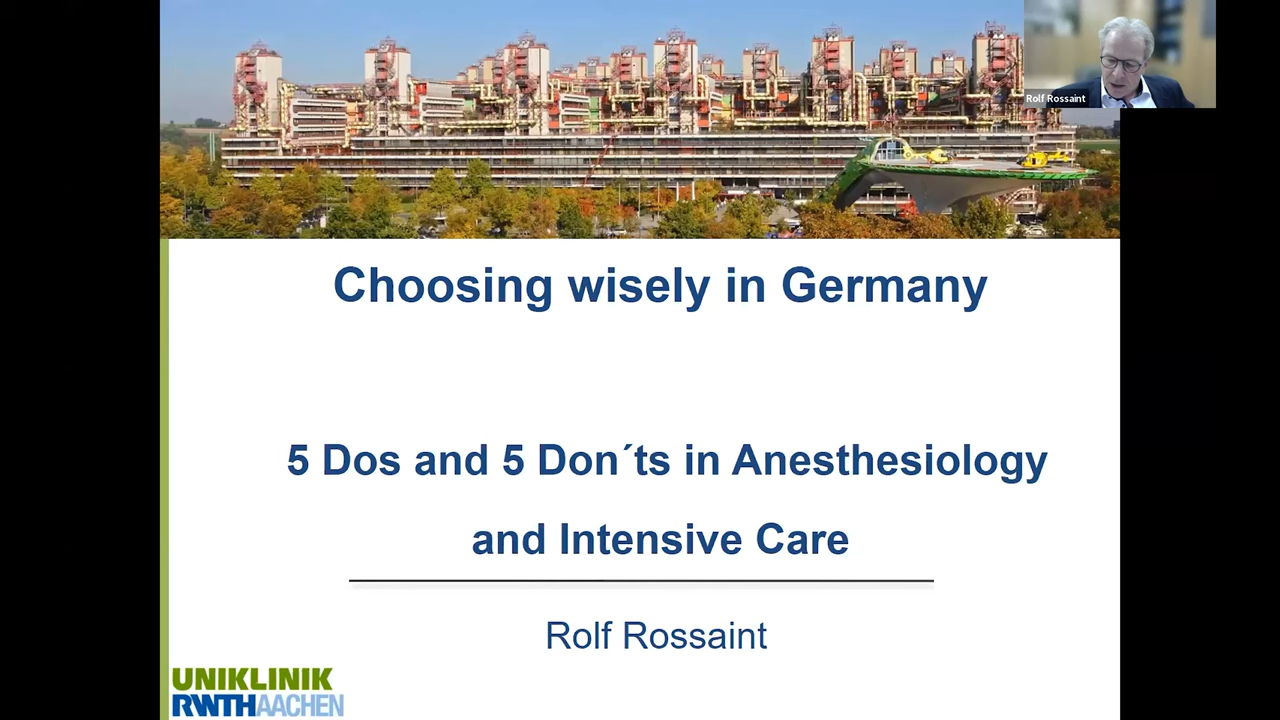 Rolf Rossaint
Choosing wisely in Germany
5 Dos and 5 Don´ts in Anesthesiology
and Intensive Care
Rolf Rossaint
UNIKLINIK
RWTHAACHEN